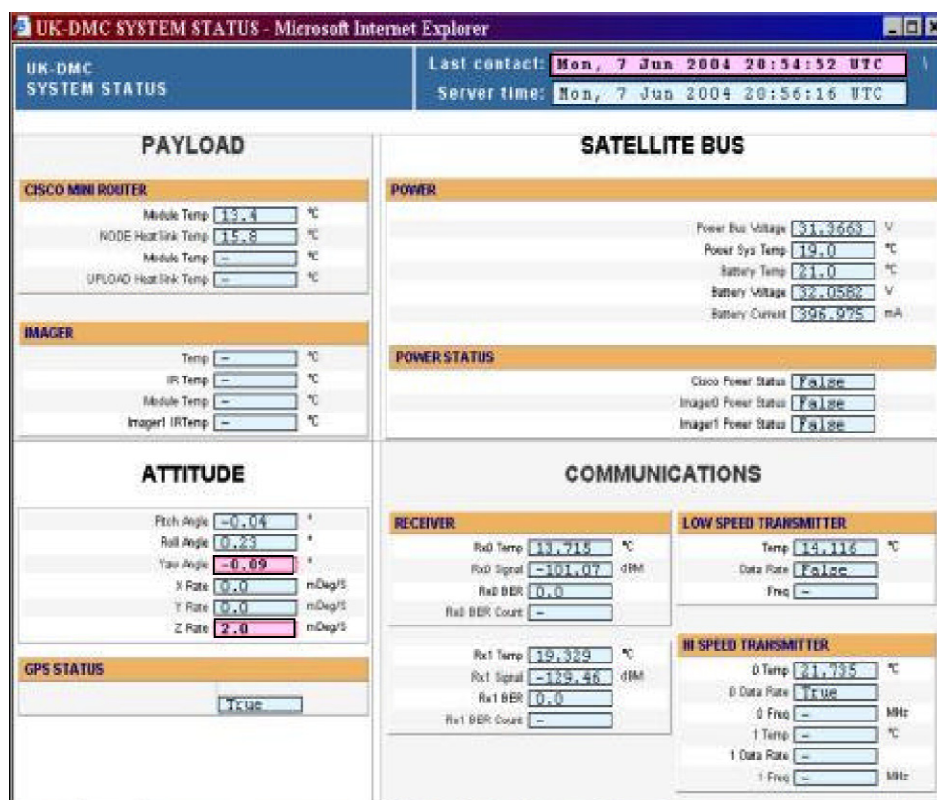 UK-DMC SYSTEM STATUS - Microsoft Internet Explorer
UK-DMC
SYSTEM STATUS
Last contact: Mon, 7 Jun 2004 20:54:52 UTC
Server time: Mon, 7 Jun 2004 20:56:16 UTC
PAYLOAD
CISCO MINI ROUTER
Module Temp 13.4 °C
NODE Heat Sink Temp 15.8 °C
Module Temp - °C
UPLOAD Heat Sink Temp - °C
IMAGER
Temp - °C
IR Temp - °C
Module Temp - °C
Imager1 IRTemp - °C
SATELLITE BUS
POWER
Power Bus Voltage 31.3663 V
Power Sys Temp 19.0 °C
Battery Temp 21.0 °C
Battery Voltage 32.0582 V
Battery Current 396.975 mA
POWER STATUS
Cisco Power Status False
Imager0 Power Status False
Imager1 Power Status False
ATTITUDE
Pitch Angle -0.04 °
Roll Angle 0.23 °
Yaw Angle -0.09 °
X Rate 0.0 mDeg/S
Y Rate 0.0 mDeg/S
Z Rate 2.0 mDeg/S
GPS STATUS
True
COMMUNICATIONS
RECEIVER
Rx0 Temp 13.715 °C
Rx0 Signal -101.07 dBM
Rx0 BER 0.0
Rx0 BER Count -
Rx1 Temp 19.329 °C
Rx1 Signal -129.46 dBM
Rx1 BER 0.0
Rx1 BER Count -
LOW SPEED TRANSMITTER
Temp 14.116 °C
Data Rate False
Freq -
HI SPEED TRANSMITTER
0 Temp 21.735 °C
0 Data Rate True
0 Freq - MHz
1 Temp - °C
1 Data Rate -
1 Freq - MHz